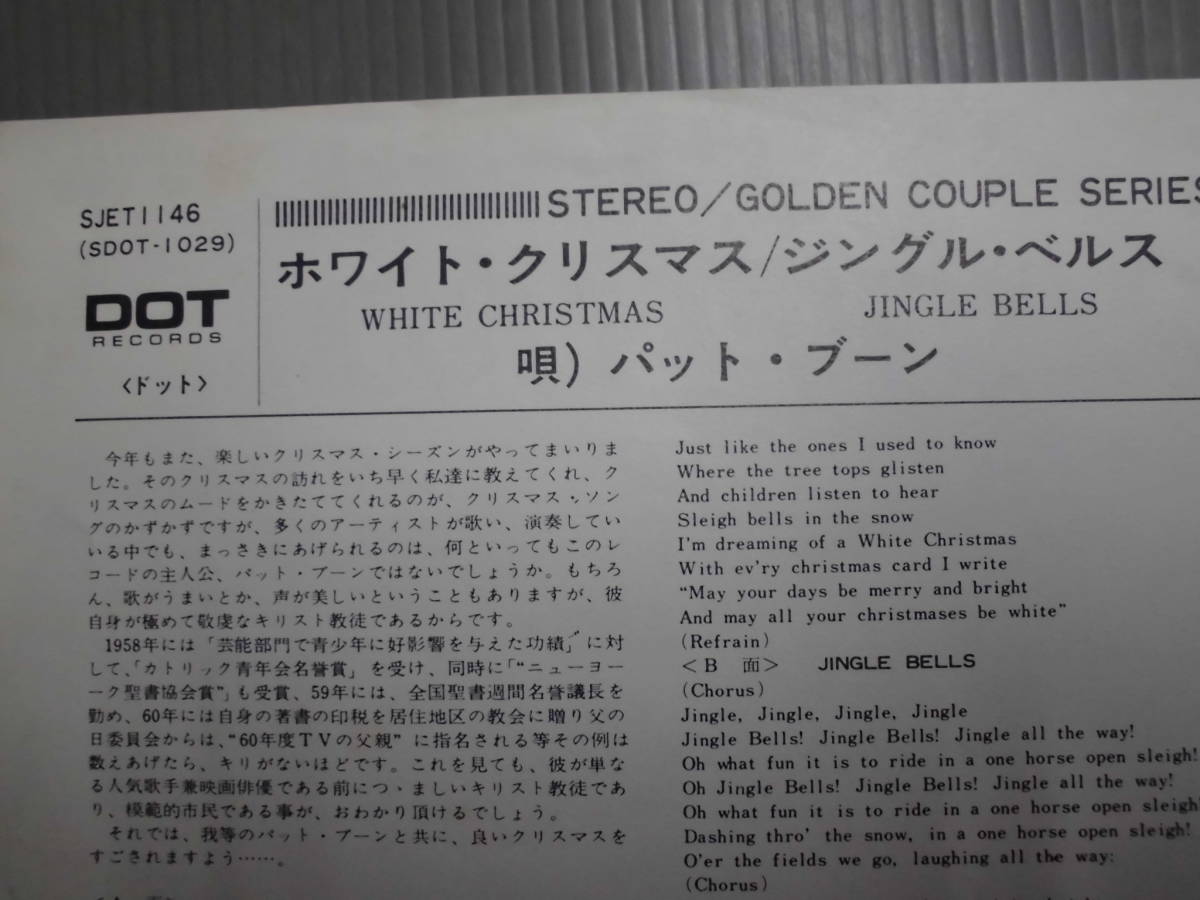 SJET1146
(SDOT-1029)
DOT
RECORDS
<ドット>
STEREO/GOLDEN COUPLE SERIES
ホワイト・クリスマス/ジングル・ベルス
WHITE CHRISTMAS JINGLE BELLS
唄) パット・ブーン
今年もまた、楽しいクリスマス・シーズンがやってまいりま
した。そのクリスマスの訪れをいち早く私達に教えてくれ、ク
リスマスのムードをかきたててくれるのが、クリスマス・ソン
グのかずかずですが、多くのアーティストが歌い、演奏してい
いる中でも、まっさきにあげられるのは、何といってもこのレ
コードの主人公、パット・ブーンではないでしょうか。もちろ
ん、歌がうまいとか、声が美しいということもありますが、彼
自身が極めて敬虔なキリスト教徒であるからです。
1958年には「芸能部門で青少年に好影響を与えた功績」に対
して、「カトリック青年会名誉賞」を受け、同時に「“ニューヨー
ーク聖書協会賞”も受賞、59年には、全国聖書週間名誉議長を
勤め、60年には自身の著書の印税を居住地区の教会に贈り父の
日委員会からは、“60年度TVの父親”に指名される等その例は
数えあげたら、キリがないほどです。これを見ても、彼が単な
る人気歌手兼映画俳優である前につゝましいキリスト教徒であ
り、模範的市民である事が、おわかり頂けるでしょう。
それでは、我等のパット・ブーンと共に、良いクリスマスを
すごされますよう……。
Just like the ones I used to know
Where the tree tops glisten
And children listen to hear
Sleigh bells in the snow
I'm dreaming of a White Christmas
With ev'ry christmas card I write
“May your days be merry and bright
And may all your christmases be white”
(Refrain)
<B 面> JINGLE BELLS
(Chorus)
Jingle, Jingle, Jingle, Jingle
Jingle Bells! Jingle Bells! Jingle all the way!
Oh what fun it is to ride in a one horse open sleigh!
Oh Jingle Bells! Jingle Bells! Jingle all the way!
Oh what fun it is to ride in a one horse open sleigh!
Dashing thro' the snow, in a one horse open sleigh!
O'er the fields we go, laughing all the way:
(Chorus)